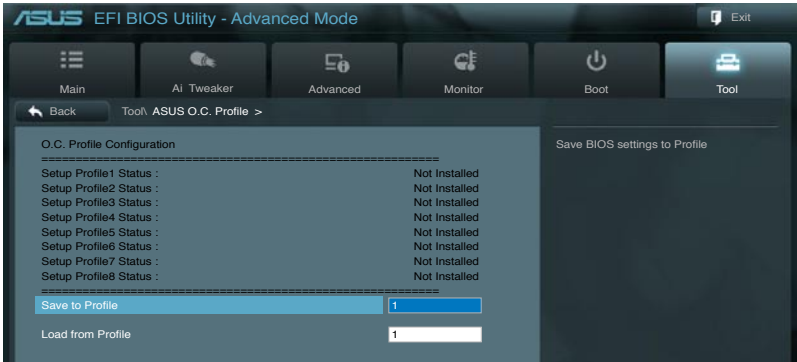 ASUS EFI BIOS Utility - Advanced Mode
Exit
Main
Ai Tweaker
Advanced
Monitor
Boot
Tool
Back
Tool\ ASUS O.C. Profile >
O.C. Profile Configuration
Save BIOS settings to Profile
==========================================================
Setup Profile1 Status : Not Installed
Setup Profile2 Status : Not Installed
Setup Profile3 Status : Not Installed
Setup Profile4 Status : Not Installed
Setup Profile5 Status : Not Installed
Setup Profile6 Status : Not Installed
Setup Profile7 Status : Not Installed
Setup Profile8 Status : Not Installed
==========================================================
Save to Profile 1
Load from Profile 1